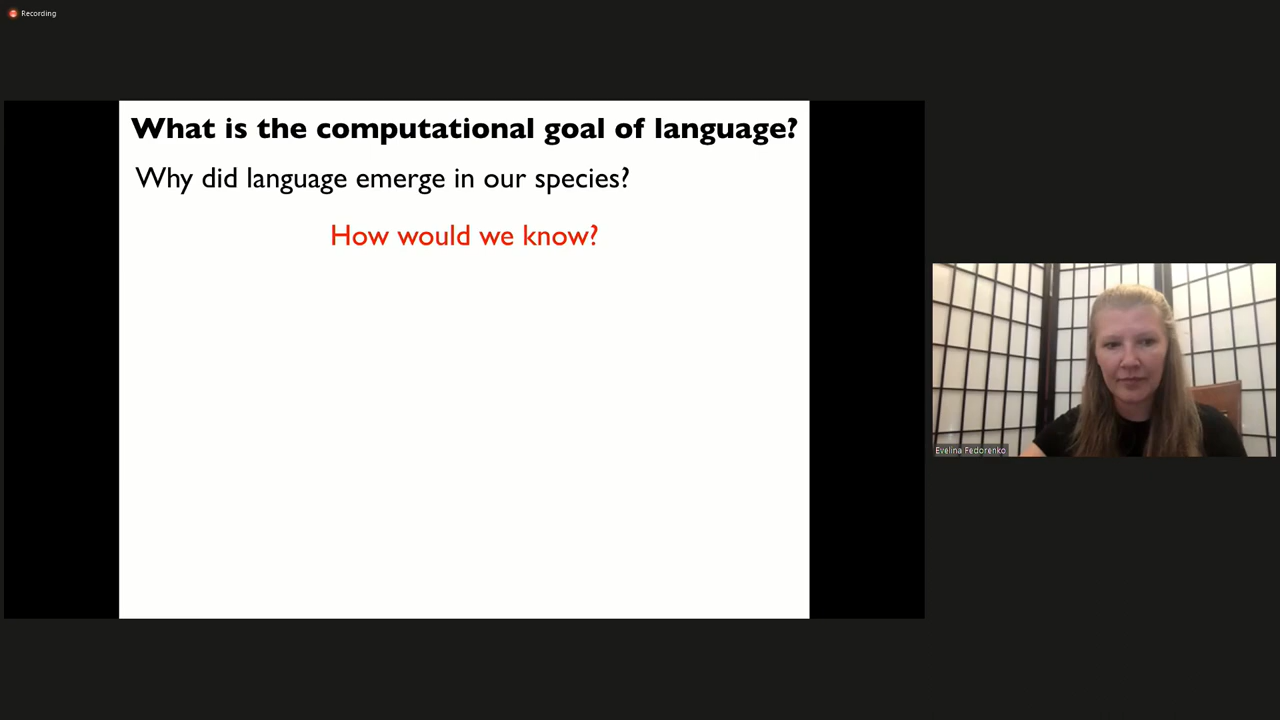 Recording
What is the computational goal of language?
Why did language emerge in our species?
How would we know?
Evelina Fedorenko